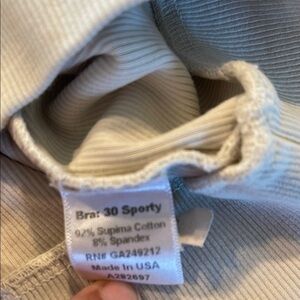 Bra: 30 Sporty
92% Supima Cotton
8% Spandex
RN# GA249212
Made In USA
A282697